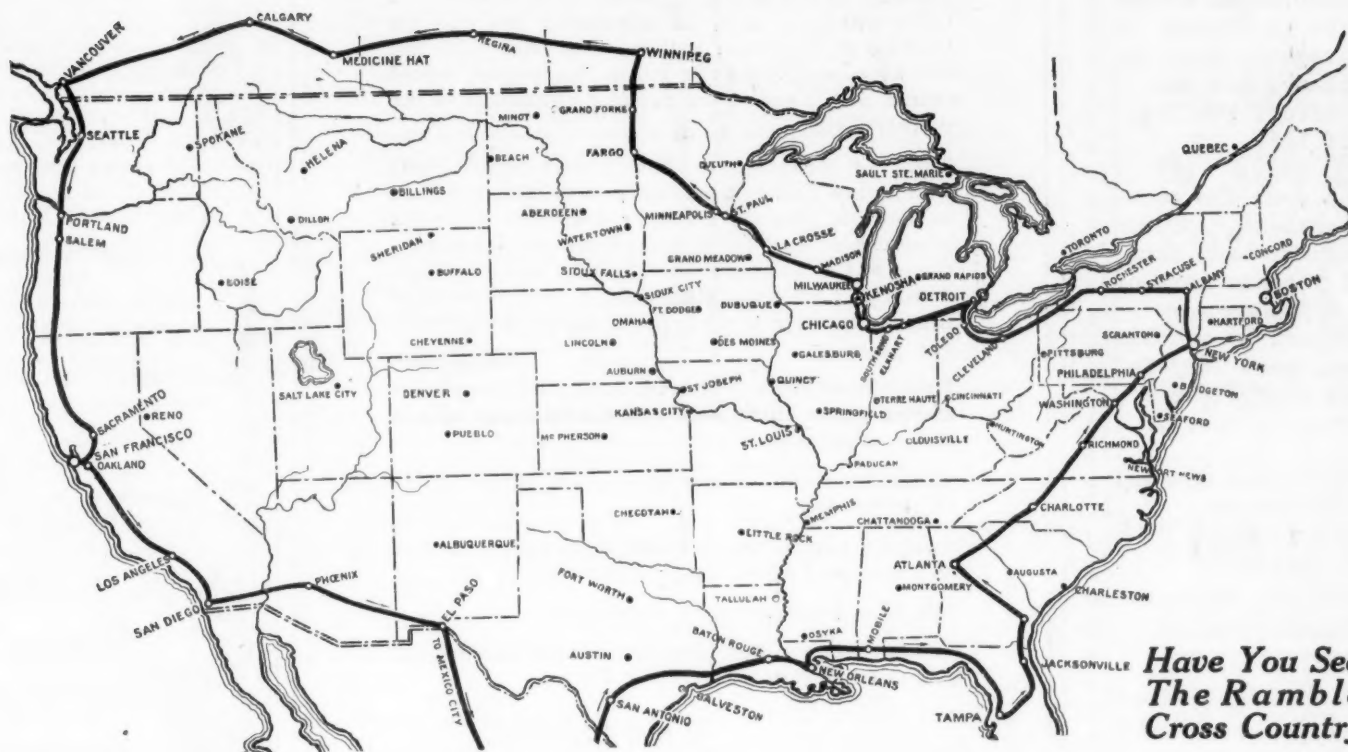 CALGARY
VANCOUVER
REGINA
WINNIPEG
MEDICINE HAT
SEATTLE
SPOKANE
HELENA
MINOT
GRAND FORKS
BEACH
FARGO
DULUTH
SAULT STE. MARIE
QUEBEC
BILLINGS
DILLON
PORTLAND
SALEM
ABERDEEN
MINNEAPOLIS
ST. PAUL
WATERTOWN
LA CROSSE
TORONTO
CONCORD
SHERIDAN
BUFFALO
BOISE
GRAND MEADOW
MADISON
SIOUX FALLS
SIOUX CITY
MILWAUKEE
KENOSHA
GRAND RAPIDS
DETROIT
ROCHESTER
SYRACUSE
ALBANY
BOSTON
FT. DODGE
DUBUQUE
OMAHA
CHICAGO
SOUTH BEND
ELKHART
TOLEDO
CLEVELAND
SCRANTON
HARTFORD
NEW YORK
CHEYENNE
LINCOLN
DES MOINES
GALESBURG
PITTSBURG
PHILADELPHIA
BRIDGETON
AUBURN
ST JOSEPH
QUINCY
TERRE HAUTE
CINCINNATI
WASHINGTON
SEAFORD
SALT LAKE CITY
DENVER
KANSAS CITY
SPRINGFIELD
SACRAMENTO
RENO
SAN FRANCISCO
OAKLAND
PUEBLO
MCPHERSON
ST. LOUIS
LOUISVILLE
HUNTINGTON
RICHMOND
PADUCAH
NEWPORT NEWS
CHECOTAH
MEMPHIS
CHATTANOOGA
CHARLOTTE
ALBUQUERQUE
LITTLE ROCK
LOS ANGELES
PHOENIX
ATLANTA
AUGUSTA
FORT WORTH
TALLULAH
MONTGOMERY
CHARLESTON
SAN DIEGO
EL PASO
TO MEXICO CITY
OSYKA
MOBILE
BATON ROUGE
AUSTIN
NEW ORLEANS
JACKSONVILLE
SAN ANTONIO
GALVESTON
TAMPA
Have You See
The Ramble
Cross Country